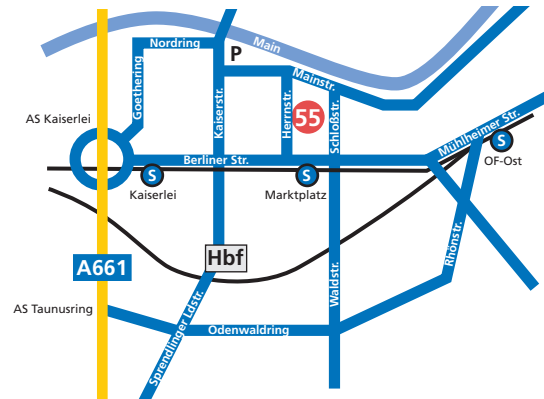 Nordring
Main
P
Mainstr.
Goethering
Kaiserstr.
Herrnstr.
55
Schloßstr.
AS Kaiserlei
Mühlheimer Str.
Berliner Str.
S
Kaiserlei
S
Marktplatz
S
OF-Ost
Hbf
A661
Rhönstr.
Waldstr.
AS Taunusring
Sprendlinger Ldstr.
Odenwaldring